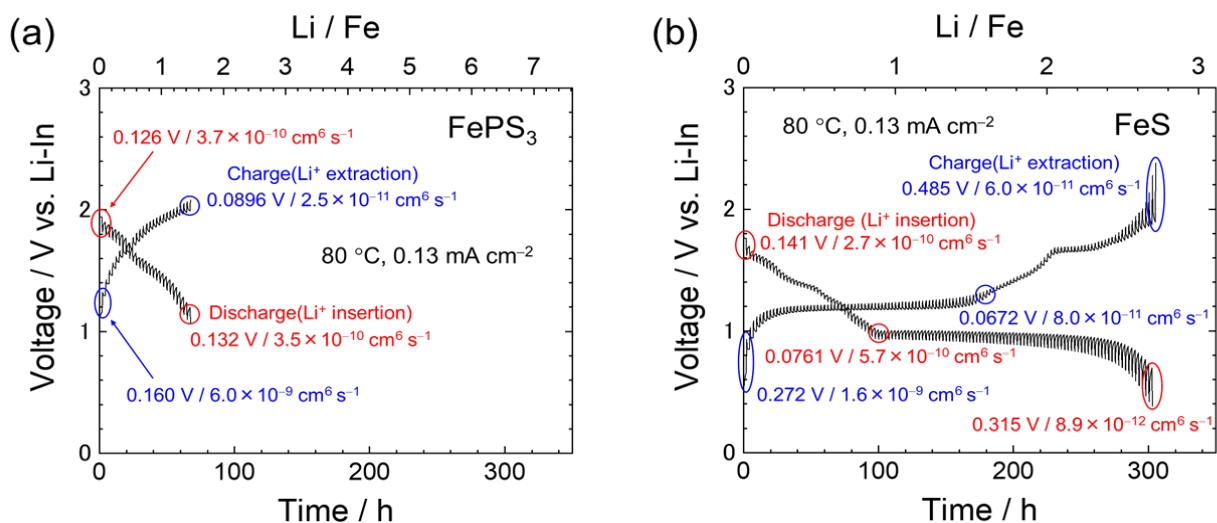 (a)
Li / Fe
0 1 2 3 4 5 6 7
3
2
1
0
Voltage / V vs. Li-In
0.126 V / 3.7 × 10⁻¹⁰ cm⁶ s⁻¹
FePS₃
Charge(Li⁺ extraction)
0.0896 V / 2.5 × 10⁻¹¹ cm⁶ s⁻¹
80 °C, 0.13 mA cm⁻²
Discharge(Li⁺ insertion)
0.132 V / 3.5 × 10⁻¹⁰ cm⁶ s⁻¹
0.160 V / 6.0 × 10⁻⁹ cm⁶ s⁻¹
0 100 200 300
Time / h
(b)
Li / Fe
0 1 2 3
3
2
1
0
Voltage / V vs. Li-In
80 °C, 0.13 mA cm⁻²
FeS
Charge(Li⁺ extraction)
0.485 V / 6.0 × 10⁻¹¹ cm⁶ s⁻¹
Discharge (Li⁺ insertion)
0.141 V / 2.7 × 10⁻¹⁰ cm⁶ s⁻¹
0.0672 V / 8.0 × 10⁻¹¹ cm⁶ s⁻¹
0.0761 V / 5.7 × 10⁻¹⁰ cm⁶ s⁻¹
0.272 V / 1.6 × 10⁻⁹ cm⁶ s⁻¹
0.315 V / 8.9 × 10⁻¹² cm⁶ s⁻¹
0 100 200 300
Time / h